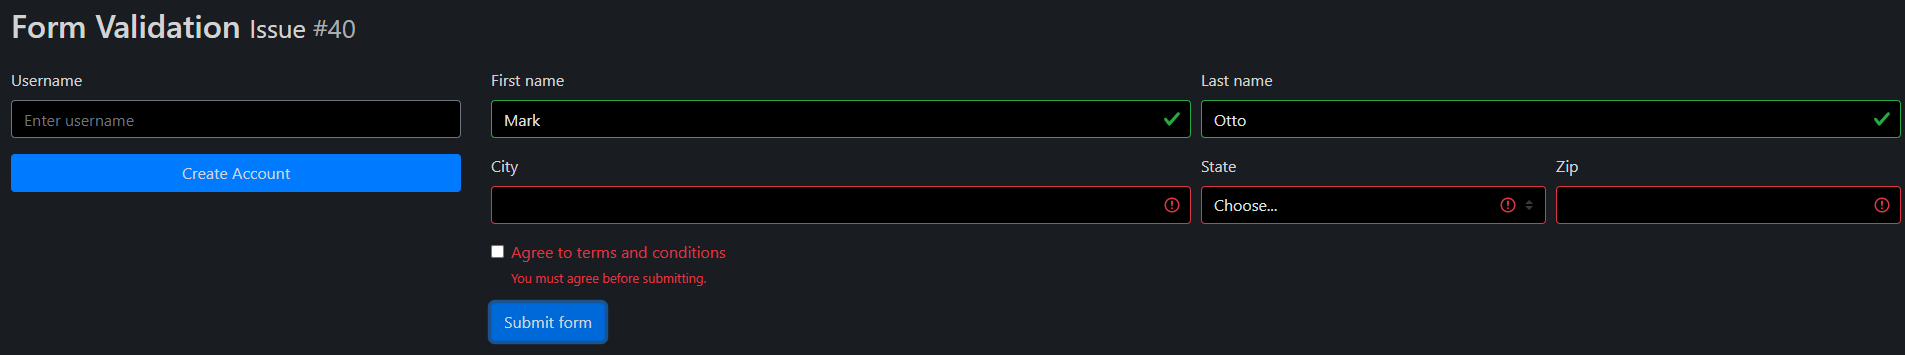 Form Validation Issue #40
Username
Enter username
Create Account
First name
Last name
Mark
Otto
City
State
Zip
Choose...
Agree to terms and conditions
You must agree before submitting.
Submit form